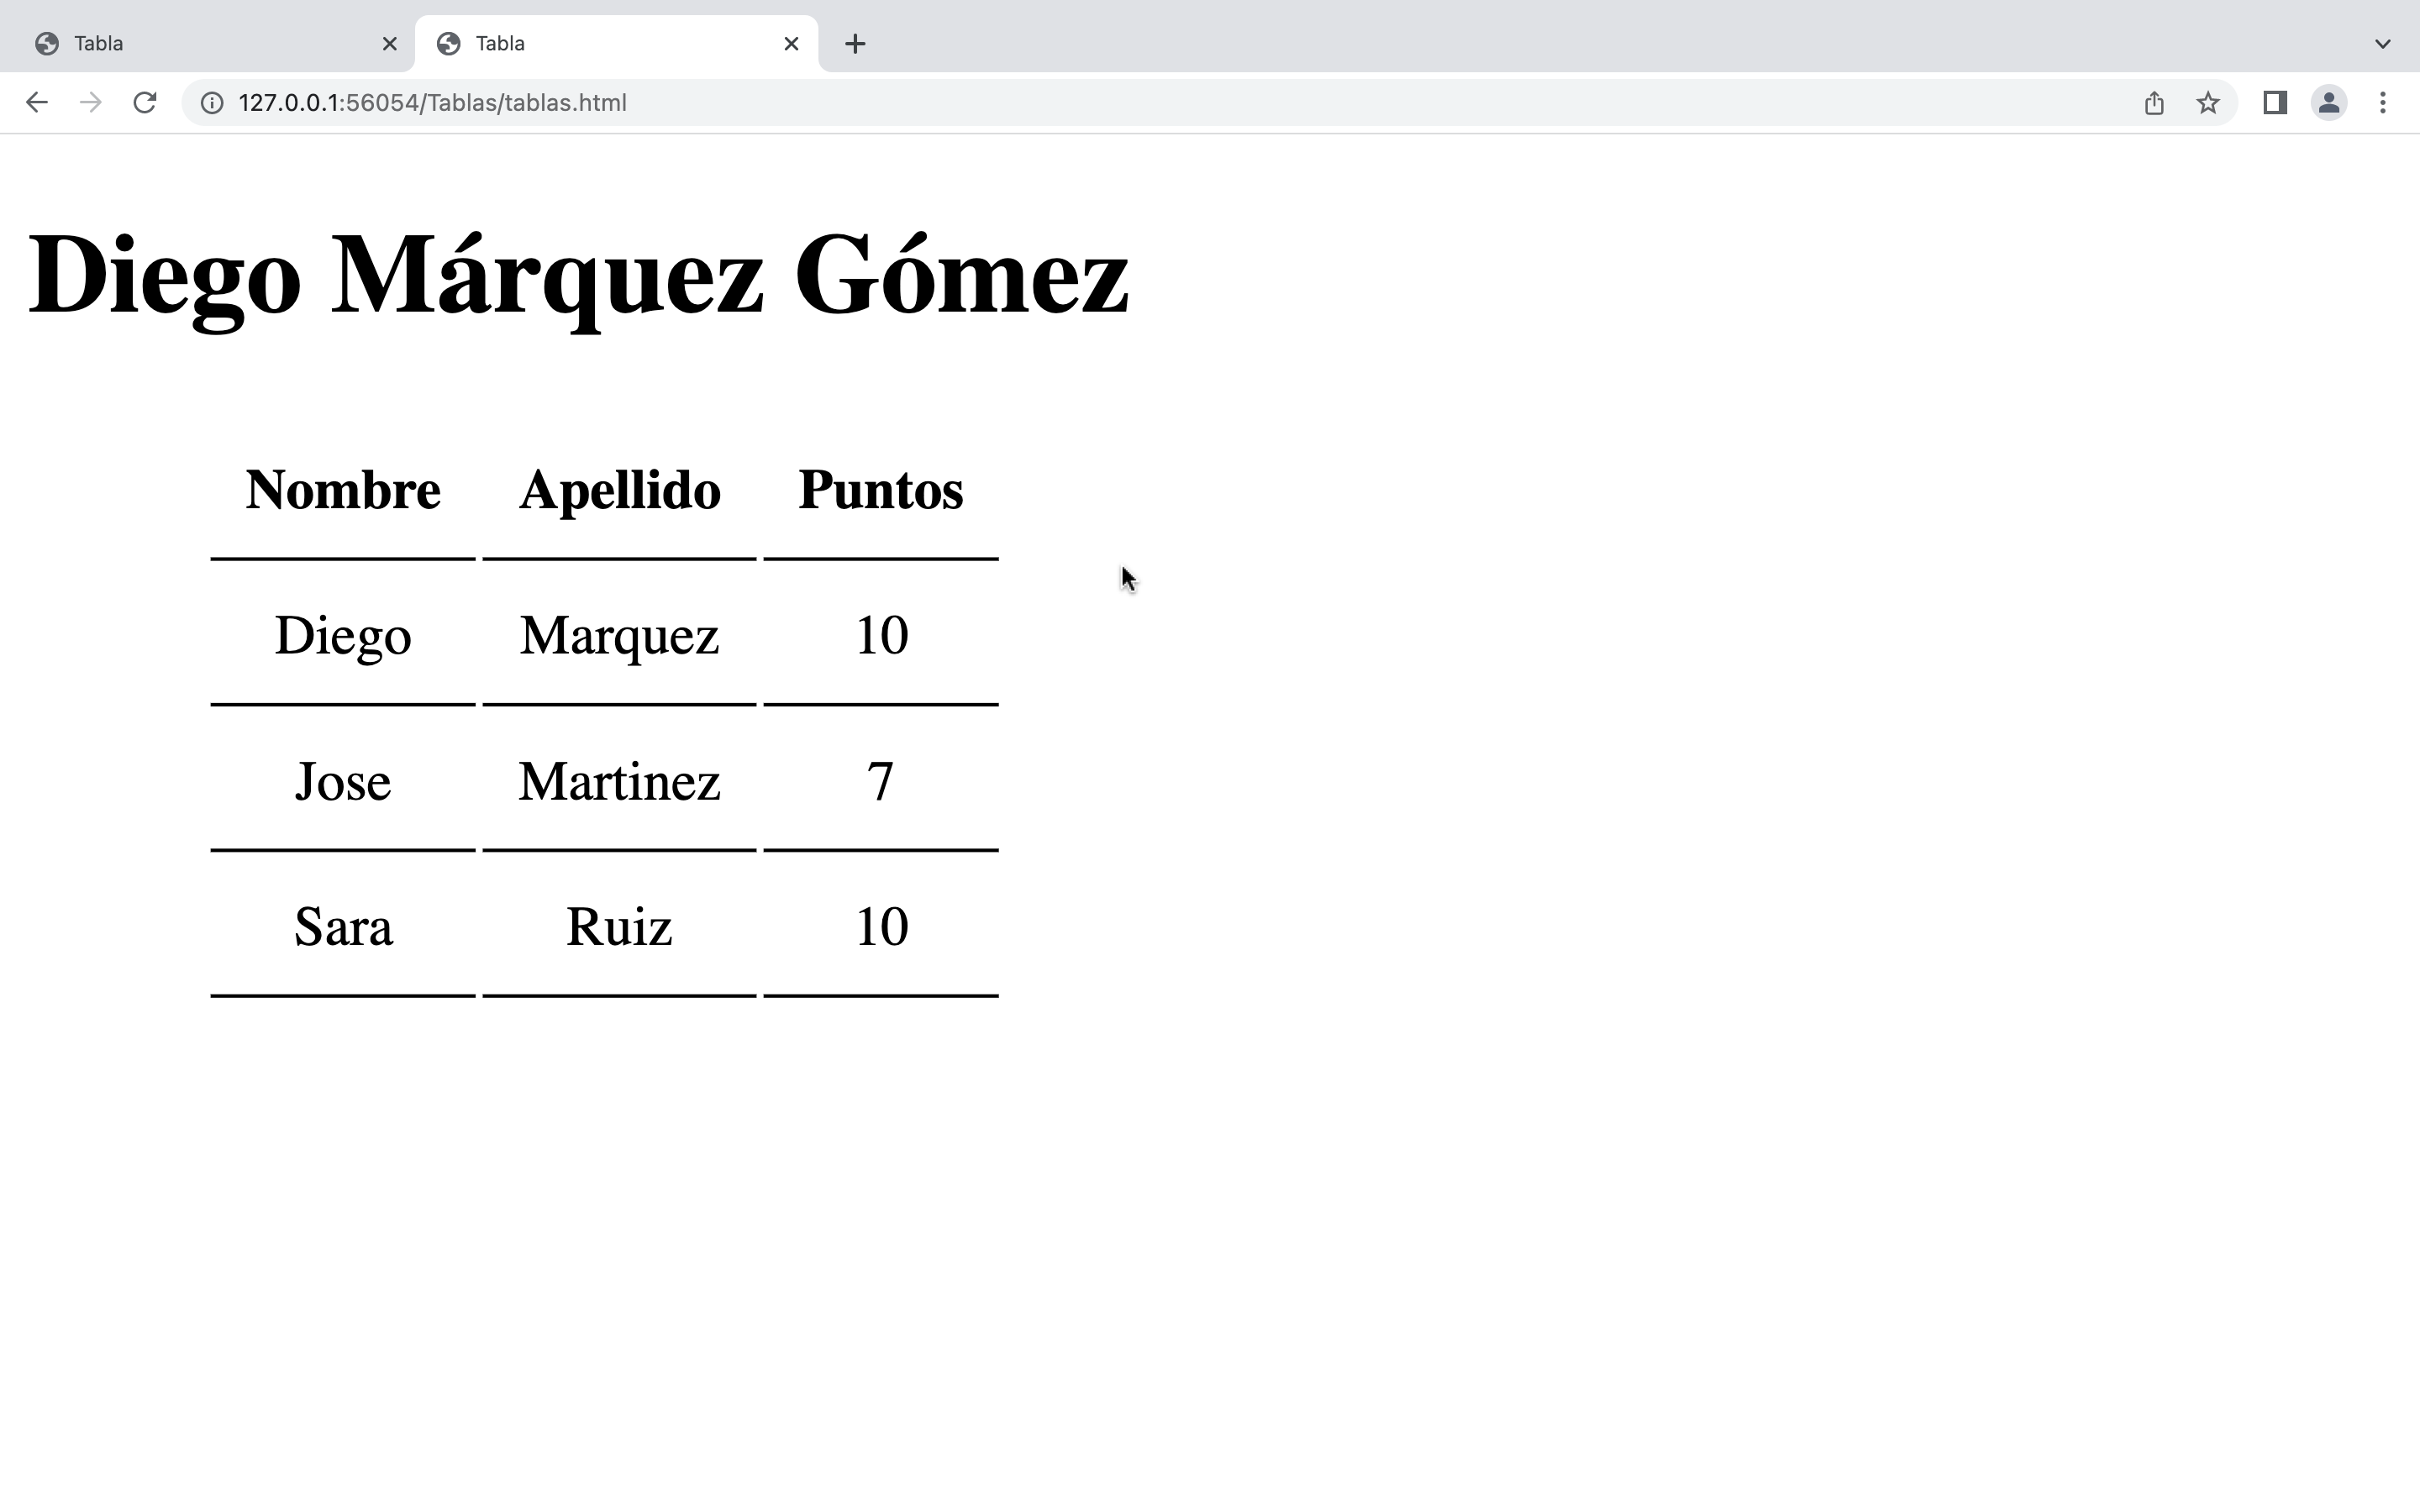 Tabla
Tabla
127.0.0.1:56054/Tablas/tablas.html
Diego Márquez Gómez
Nombre Apellido Puntos
Diego Marquez 10
Jose Martinez 7
Sara Ruiz 10